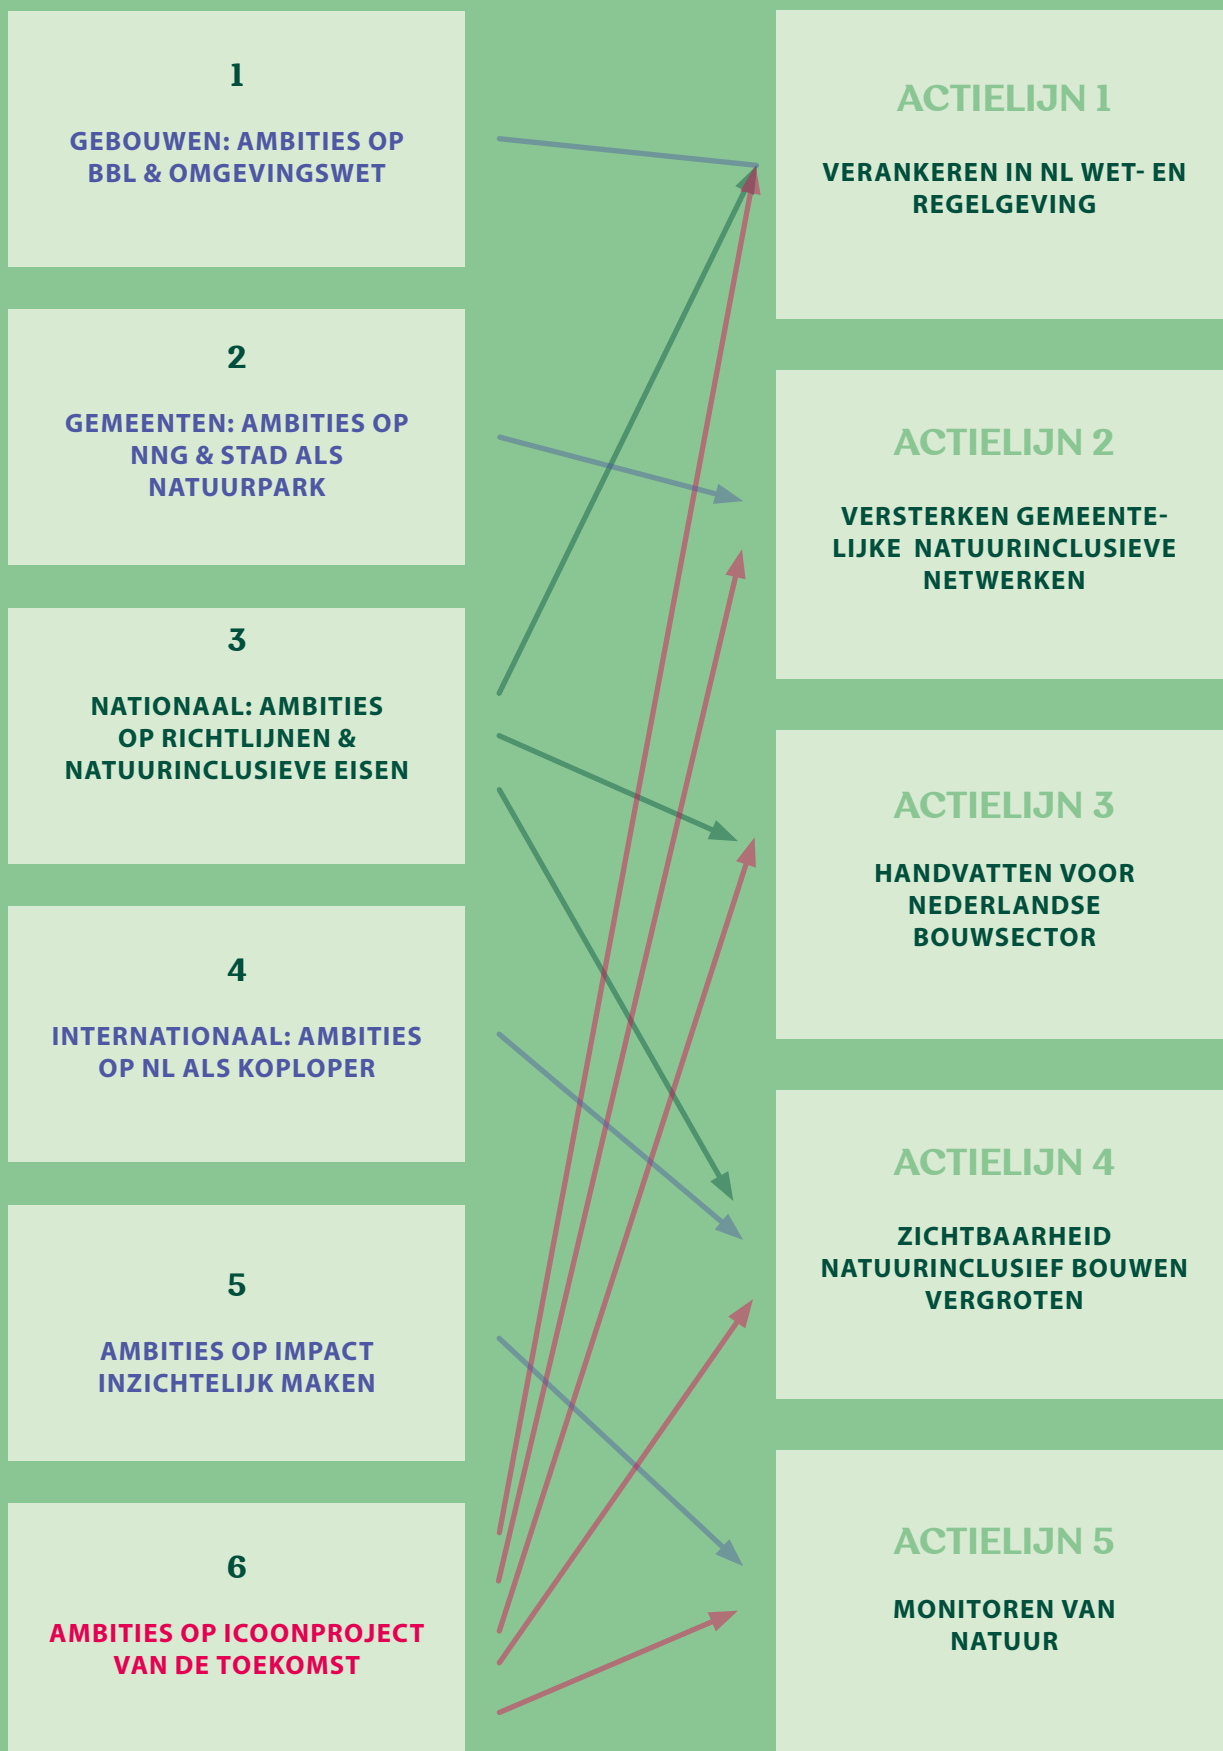 1
GEBOUWEN: AMBITIES OP
BBL & OMGEVINGSWET
2
GEMEENTEN: AMBITIES OP
NNG & STAD ALS
NATUURPARK
3
NATIONAAL: AMBITIES
OP RICHTLIJNEN &
NATUURINCLUSIEVE EISEN
4
INTERNATIONAAL: AMBITIES
OP NL ALS KOPLOPER
5
AMBITIES OP IMPACT
INZICHTELIJK MAKEN
6
AMBITIES OP ICOONPROJECT
VAN DE TOEKOMST
ACTIELIJN 1
VERANKEREN IN NL WET- EN
REGELGEVING
ACTIELIJN 2
VERSTERKEN GEMEENTE-
LIJKE NATUURINCLUSIEVE
NETWERKEN
ACTIELIJN 3
HANDVATTEN VOOR
NEDERLANDSE
BOUWSECTOR
ACTIELIJN 4
ZICHTBAARHEID
NATUURINCLUSIEF BOUWEN
VERGROTEN
ACTIELIJN 5
MONITOREN VAN
NATUUR